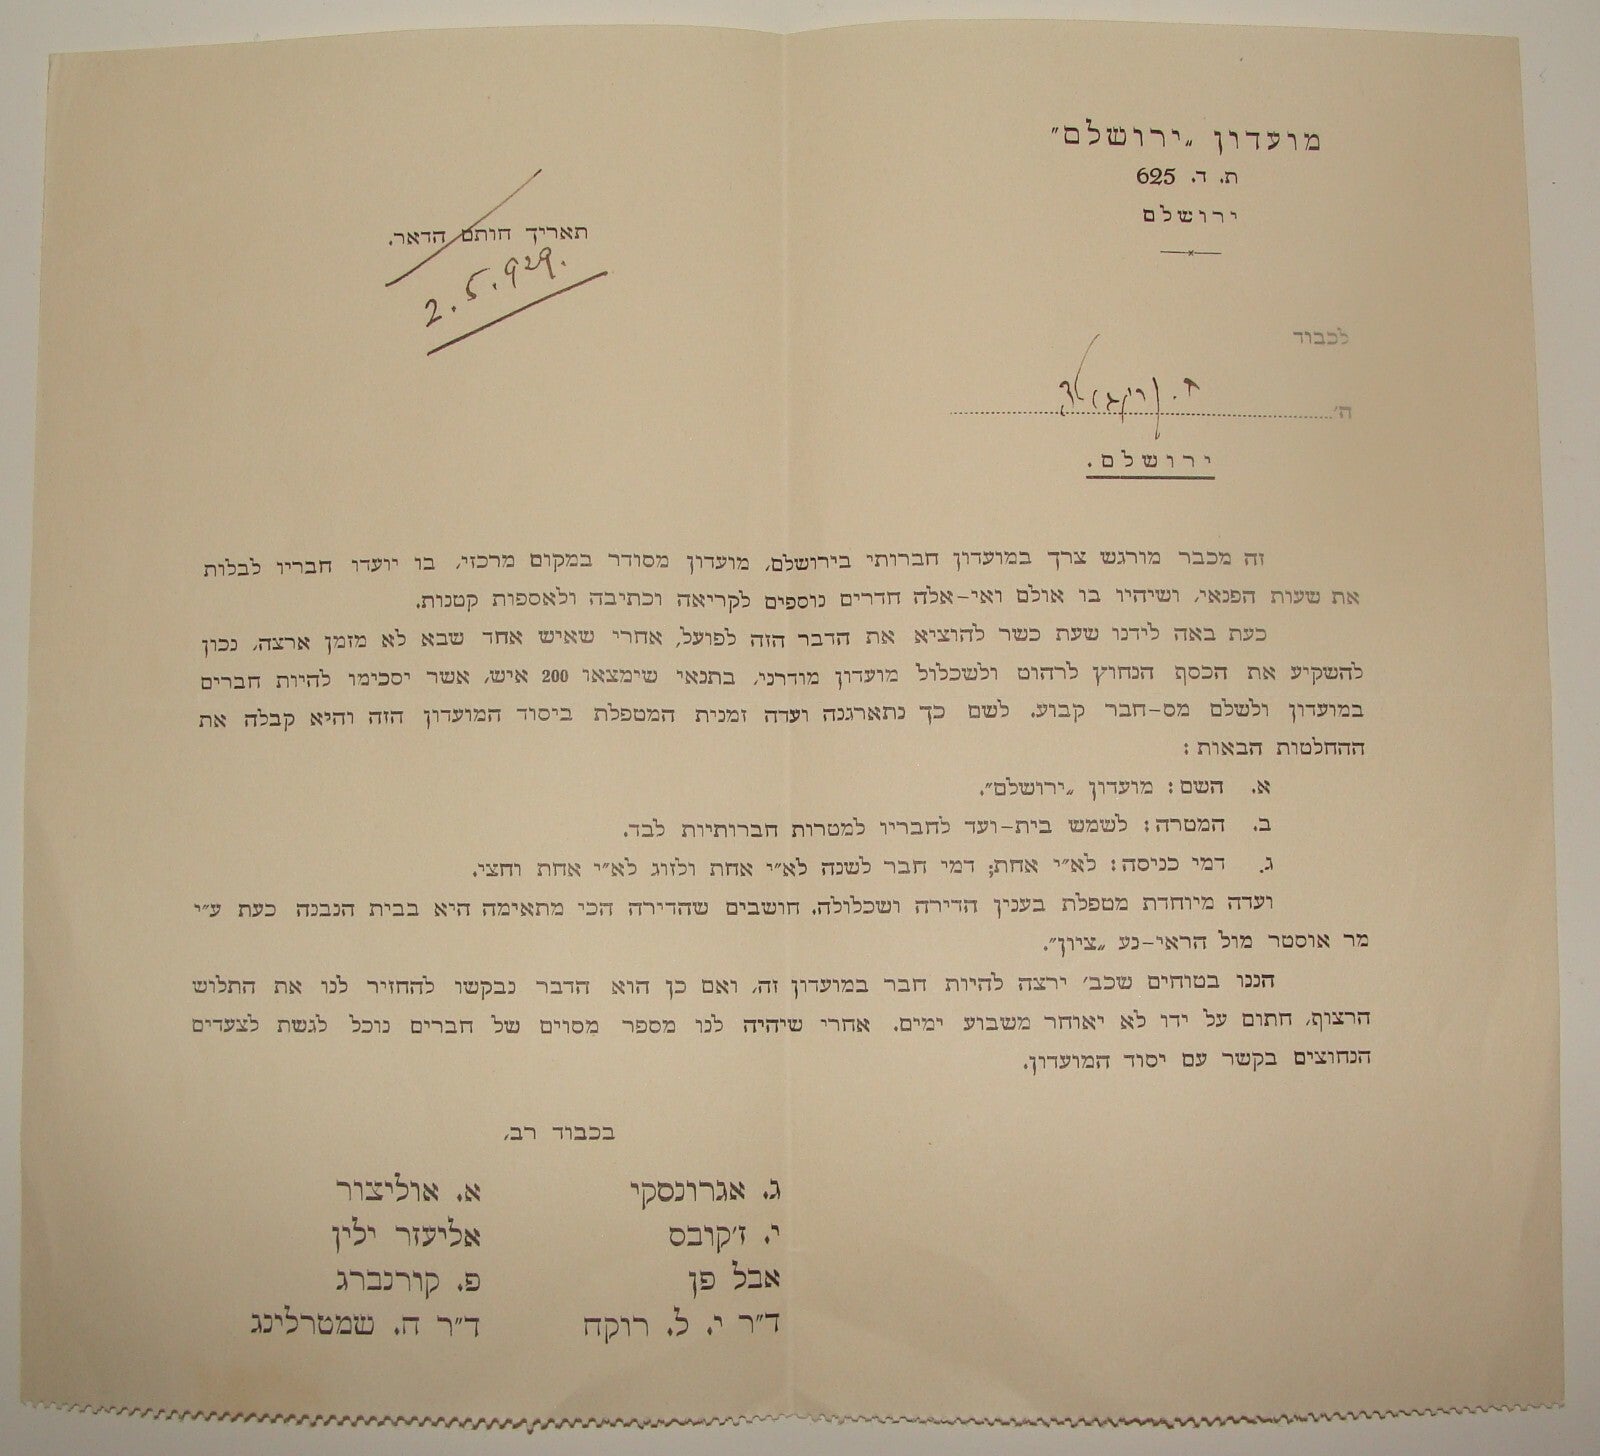 מועדון „ירושלם״
ת. ד. 625
ירושלם
תאריך חותם הדאר.
2.5.929.
לכבוד
ה׳
ירושלם.
זה מכבר מורגש צרך במועדון חברותי בירושלם, מועדון מסודר במקום מרכזי, בו יועדו חבריו לבלות
את שעות הפנאי, ושיהיו בו אולם ואי–אלה חדרים נוספים לקריאה וכתיבה ולאספות קטנות.
כעת באה לידנו שעת כשר להוציא את הדבר הזה לפועל, אחרי שאיש אחד שבא לא מזמן ארצה, נכון
להשקיע את הכסף הנחוץ לרהוט ולשכלול מועדון מודרני, בתנאי שימצאו 200 איש, אשר יסכימו להיות חברים
במועדון ולשלם מס–חבר קבוע. לשם כך נתארגנה ועדה זמנית המטפלת ביסוד המועדון הזה והיא קבלה את
ההחלטות הבאות:
א. השם: מועדון „ירושלם״.
ב. המטרה: לשמש בית–ועד לחבריו למטרות חברותיות לבד.
ג. דמי כניסה: לא״י אחת; דמי חבר לשנה לא״י אחת ולזוג לא״י אחת וחצי.
ועדה מיוחדת מטפלת בענין הדירה ושכלולה. חושבים שהדירה הכי מתאימה היא בבית הנבנה כעת ע״י
מר אוסטר מול הראי–נע „ציון״.
הננו בטוחים שכב׳ ירצה להיות חבר במועדון זה, ואם כן הוא הדבר נבקשו להחזיר לנו את התלוש
הרצוף, חתום על ידו לא יאוחר משבוע ימים. אחרי שיהיה לנו מספר מסוים של חברים נוכל לגשת לצעדים
הנחוצים בקשר עם יסוד המועדון.
בכבוד רב,
ג. אגרונסקי א. אוליצור
י. ז׳קובס אליעזר ילין
אבל פן פ. קורנברג
ד״ר י. ל. רוקח ד״ר ה. שמטרלינג